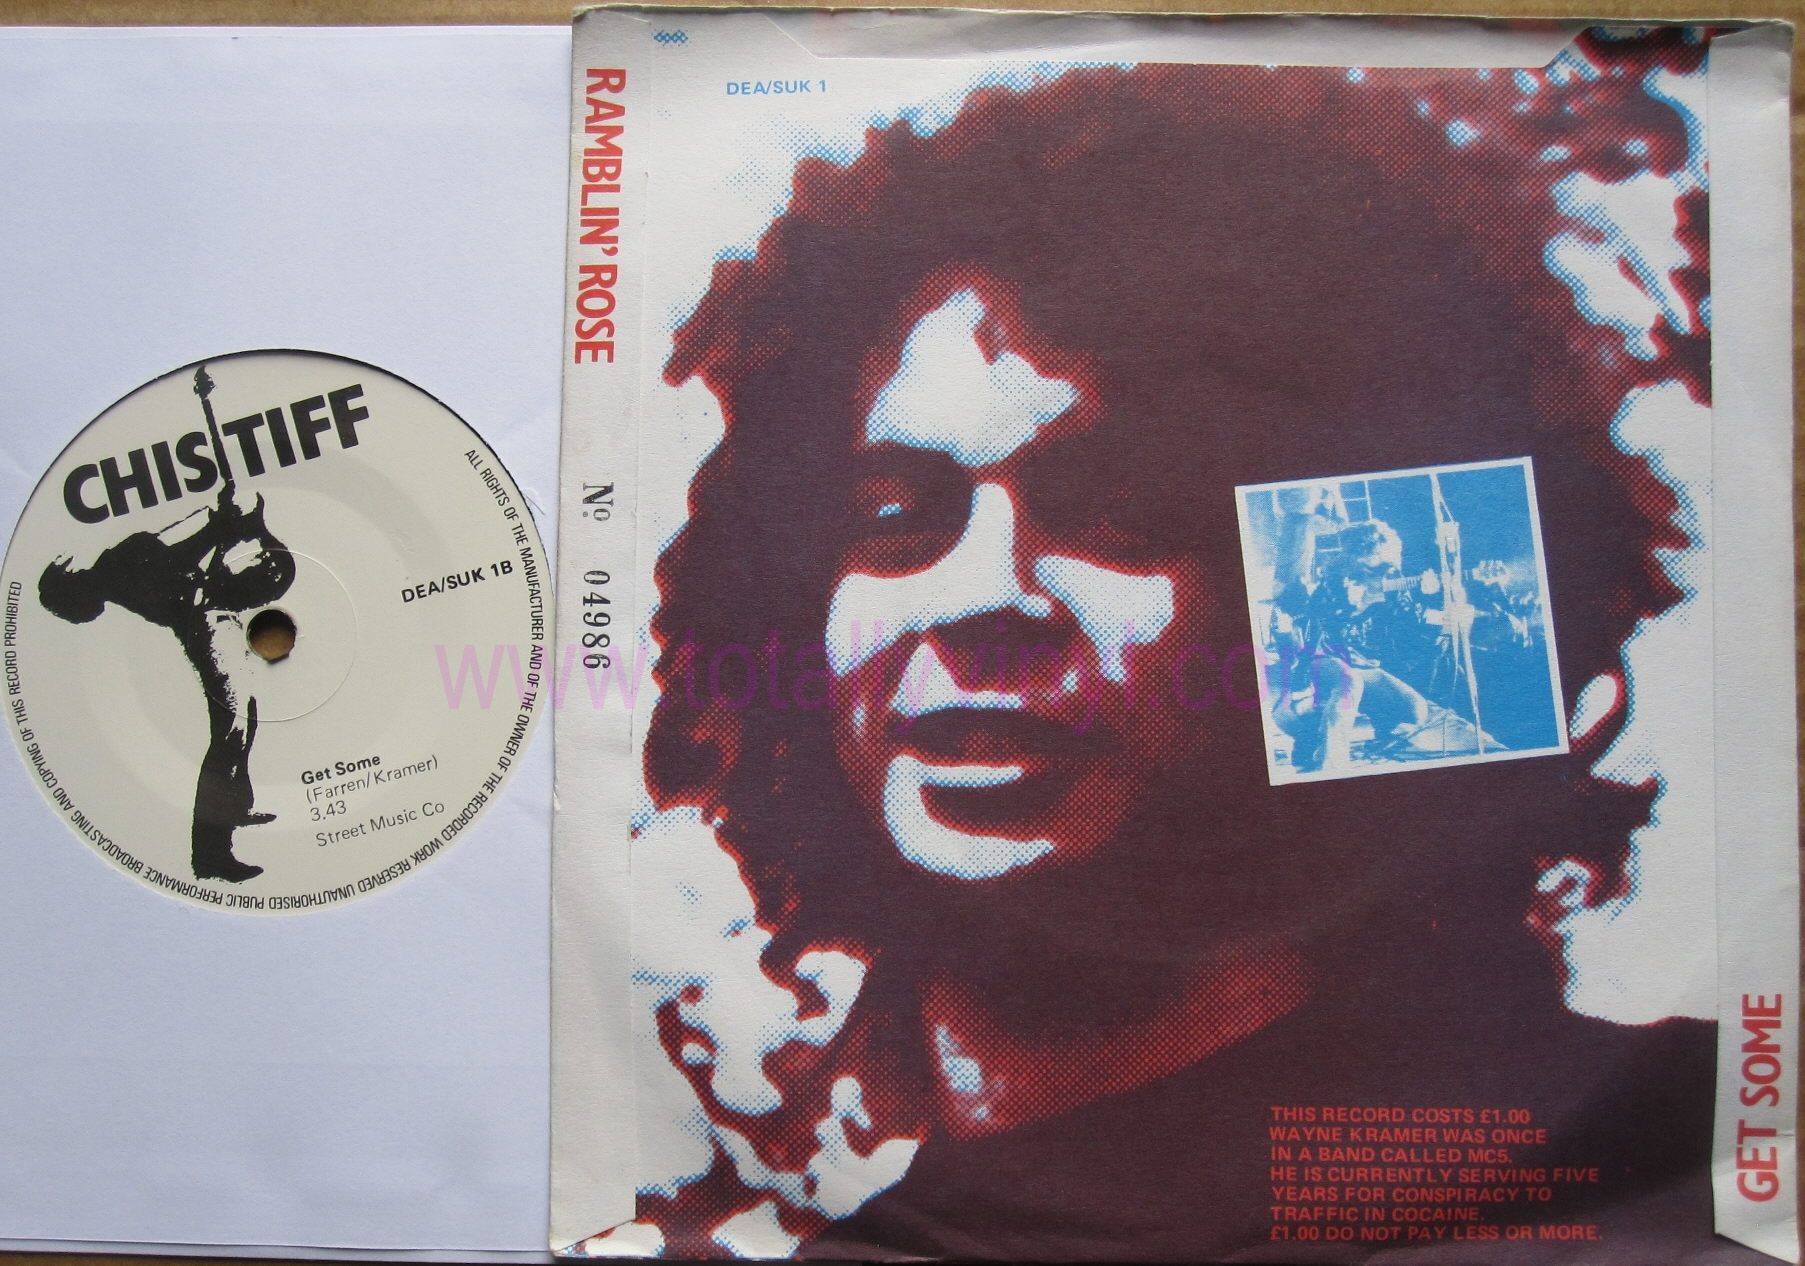 CHISTIFF
DEA/SUK 1B
Get Some
(Farren/Kramer)
3.43
Street Music Co
ALL RIGHTS OF THE MANUFACTURER AND OF THE OWNER OF THE RECORDED WORK RESERVED UNAUTHORISED PUBLIC PERFORMANCE BROADCASTING AND COPYING OF THIS RECORD PROHIBITED
RAMBLIN' ROSE
No. 04986
DEA/SUK 1
www.totallyvinyl.com
THIS RECORD COSTS £1.00
WAYNE KRAMER WAS ONCE
IN A BAND CALLED MC5.
HE IS CURRENTLY SERVING FIVE
YEARS FOR CONSPIRACY TO
TRAFFIC IN COCAINE.
£1.00 DO NOT PAY LESS OR MORE.
GET SOME